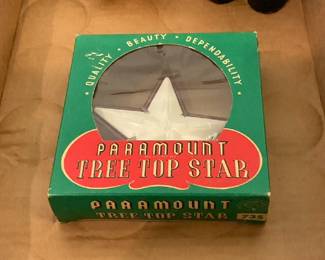 QUALITY • BEAUTY • DEPENDABILITY •
PARAMOUNT
TREE TOP STAR
PARAMOUNT
TREE TOP STAR
735